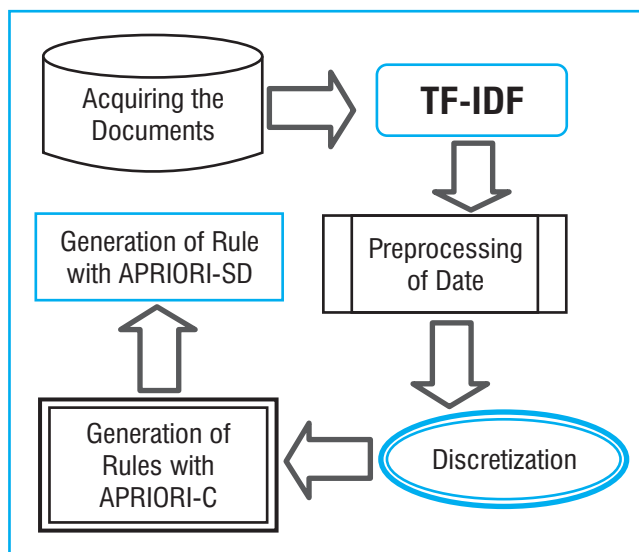 Acquiring the
Documents
TF-IDF
Preprocessing
of Date
Discretization
Generation of
Rules with
APRIORI-C
Generation of Rule
with APRIORI-SD